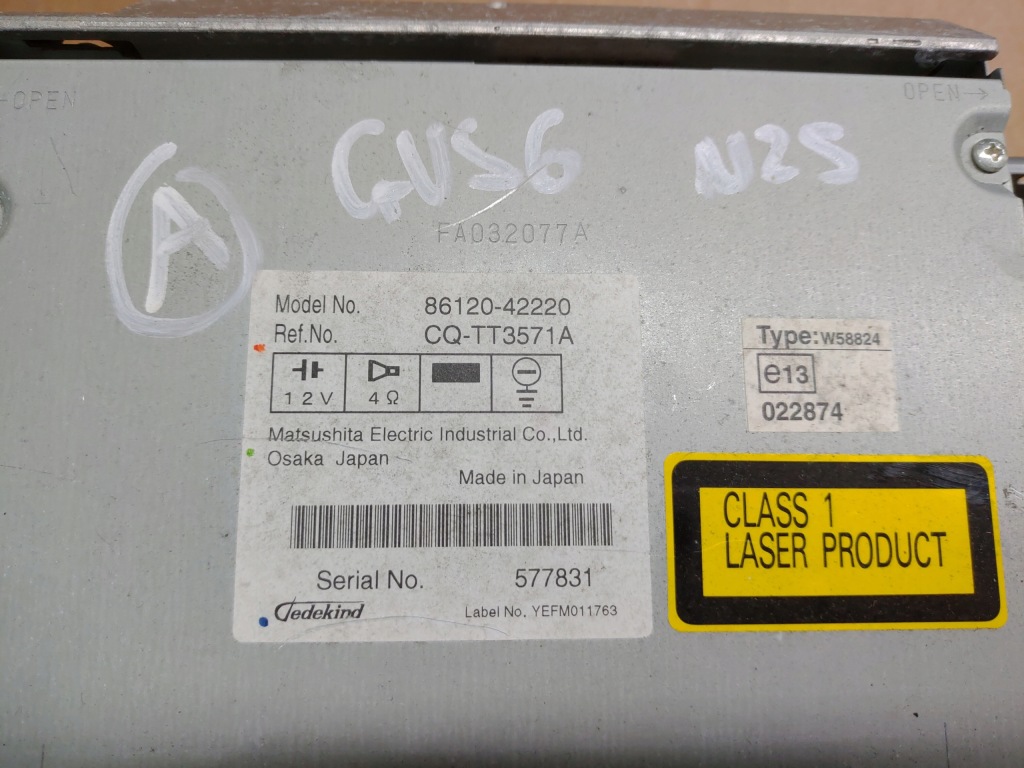 OPEN
OPEN→
A
GVS6
N2S
FA032077A
Model No. 86120-42220
Ref.No. CQ-TT3571A
12V
4Ω
Matsushita Electric Industrial Co.,Ltd.
Osaka Japan
Made in Japan
Serial No. 577831
Gedekind
Label No. YEFM011763
Type:W58824
e13
022874
CLASS 1
LASER PRODUCT